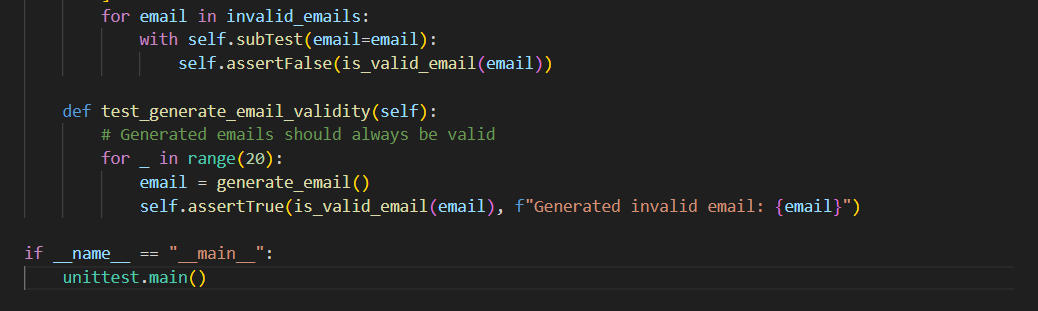 for email in invalid_emails:
with self.subTest(email=email):
self.assertFalse(is_valid_email(email))
def test_generate_email_validity(self):
# Generated emails should always be valid
for _ in range(20):
email = generate_email()
self.assertTrue(is_valid_email(email), f"Generated invalid email: {email}")
if __name__ == "__main__":
unittest.main()